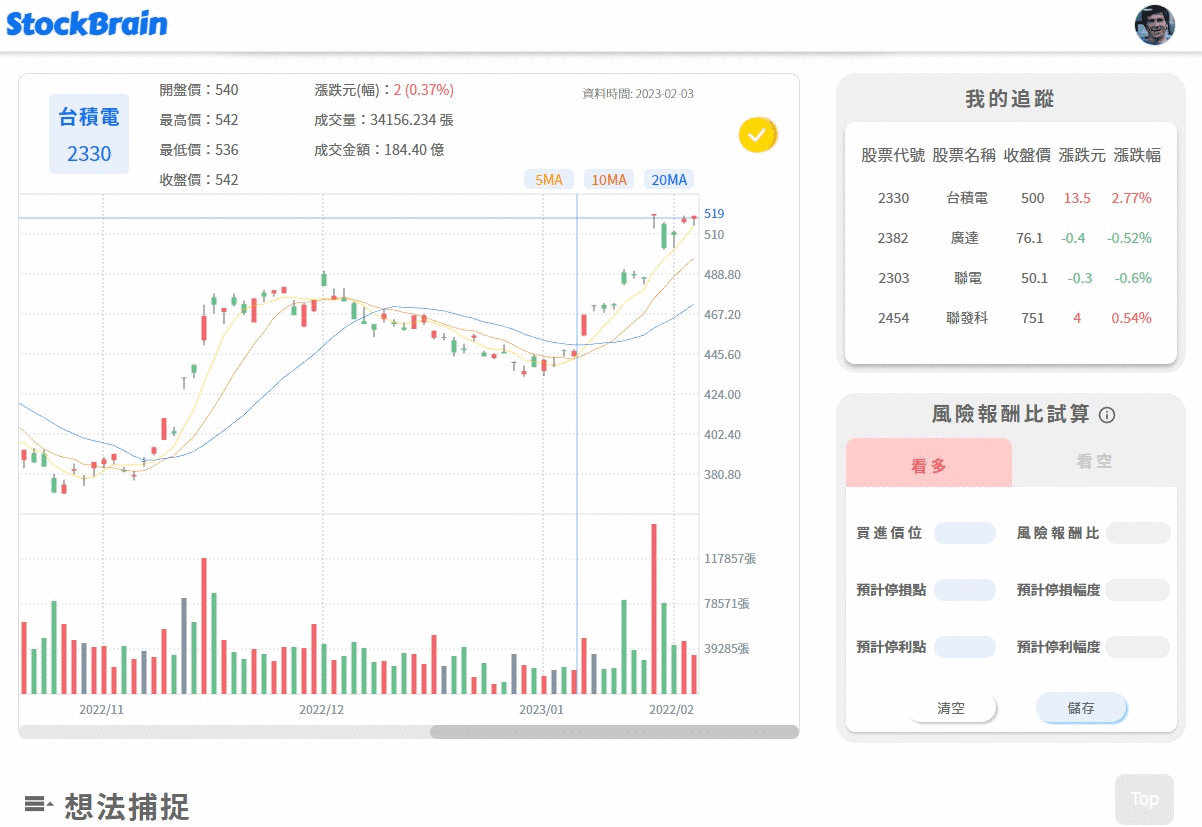 StockBrain
台積電
2330
開盤價：540
最高價：542
最低價：536
收盤價：542
漲跌元(幅)：2 (0.37%)
成交量：34156.234 張
成交金額：184.40 億
資料時間: 2023-02-03
5MA 10MA 20MA
519
510
488.80
467.20
445.60
424.00
402.40
380.80
117857張
78571張
39285張
2022/11 2022/12 2023/01 2022/02
我的追蹤
股票代號 股票名稱 收盤價 漲跌元 漲跌幅
2330 台積電 500 13.5 2.77%
2382 廣達 76.1 -0.4 -0.52%
2303 聯電 50.1 -0.3 -0.6%
2454 聯發科 751 4 0.54%
風險報酬比試算
看多 看空
買進價位 風險報酬比
預計停損點 預計停損幅度
預計停利點 預計停利幅度
清空 儲存
想法捕捉
Top